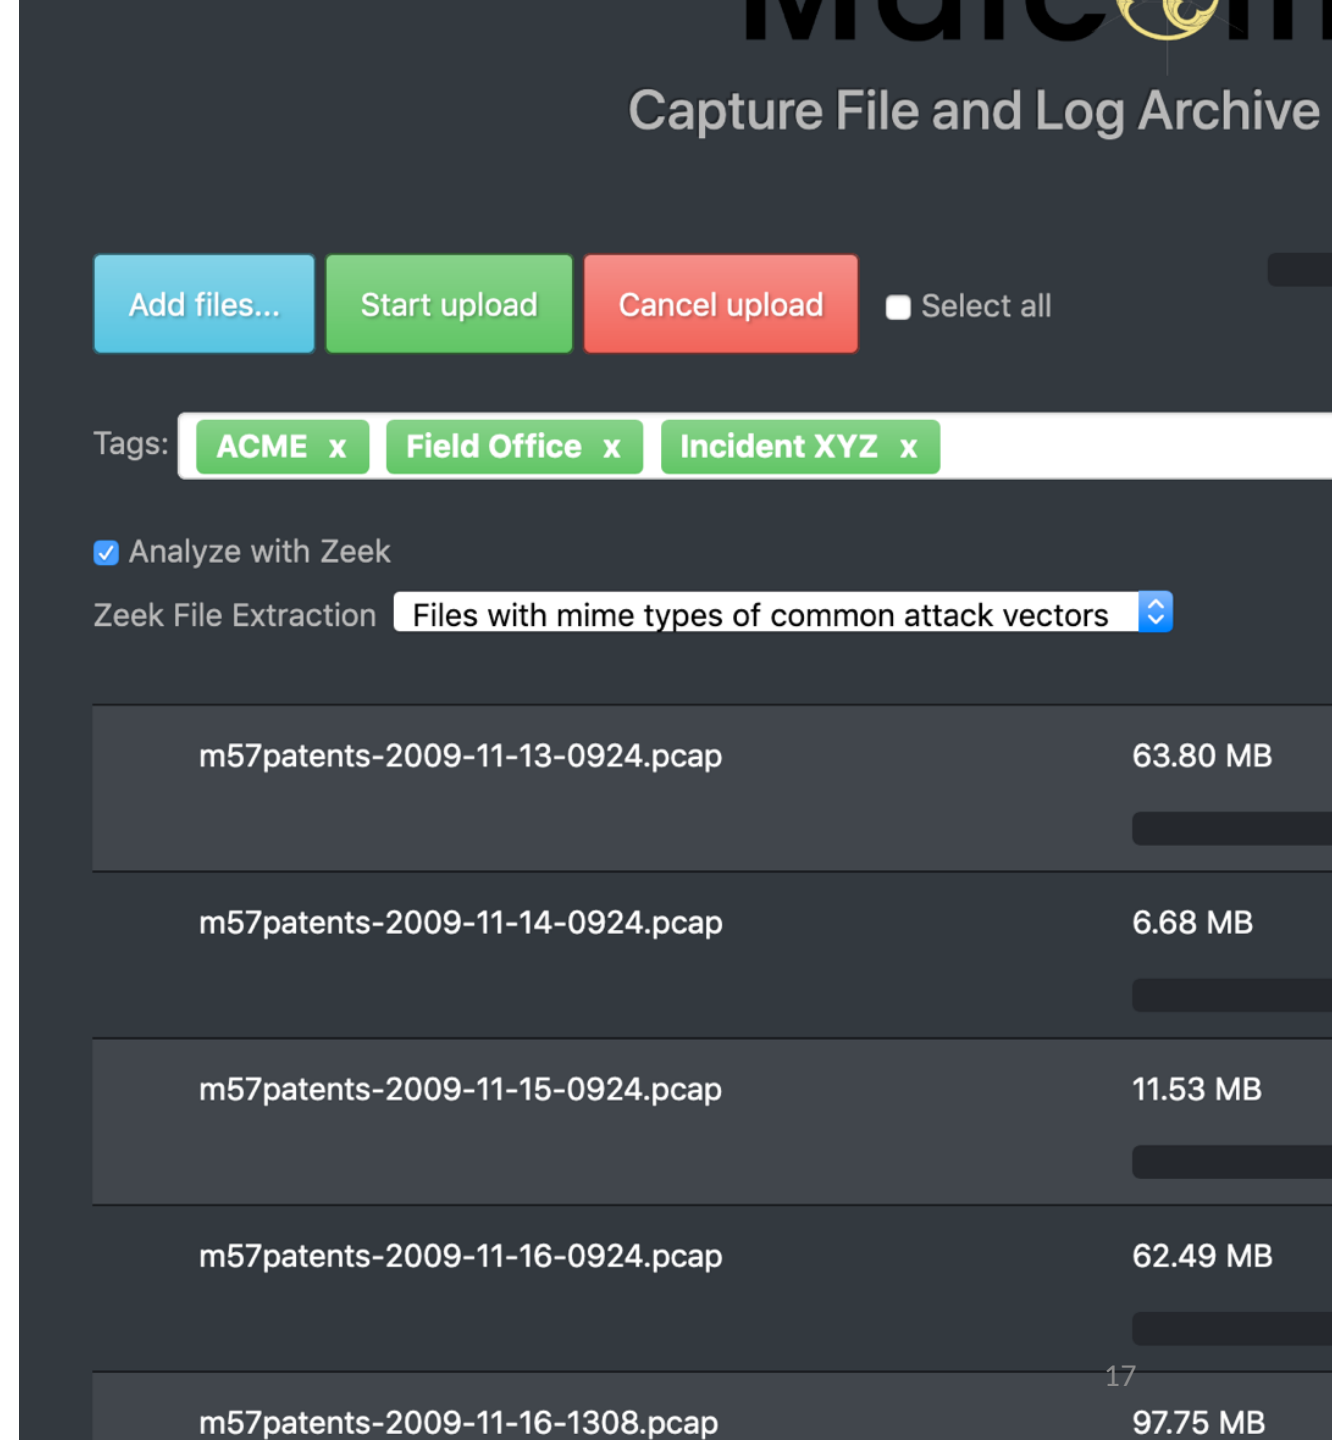 Capture File and Log Archive
Add files... Start upload Cancel upload Select all
Tags: ACME x Field Office x Incident XYZ x
Analyze with Zeek
Zeek File Extraction Files with mime types of common attack vectors
m57patents-2009-11-13-0924.pcap 63.80 MB
m57patents-2009-11-14-0924.pcap 6.68 MB
m57patents-2009-11-15-0924.pcap 11.53 MB
m57patents-2009-11-16-0924.pcap 62.49 MB
17
m57patents-2009-11-16-1308.pcap 97.75 MB